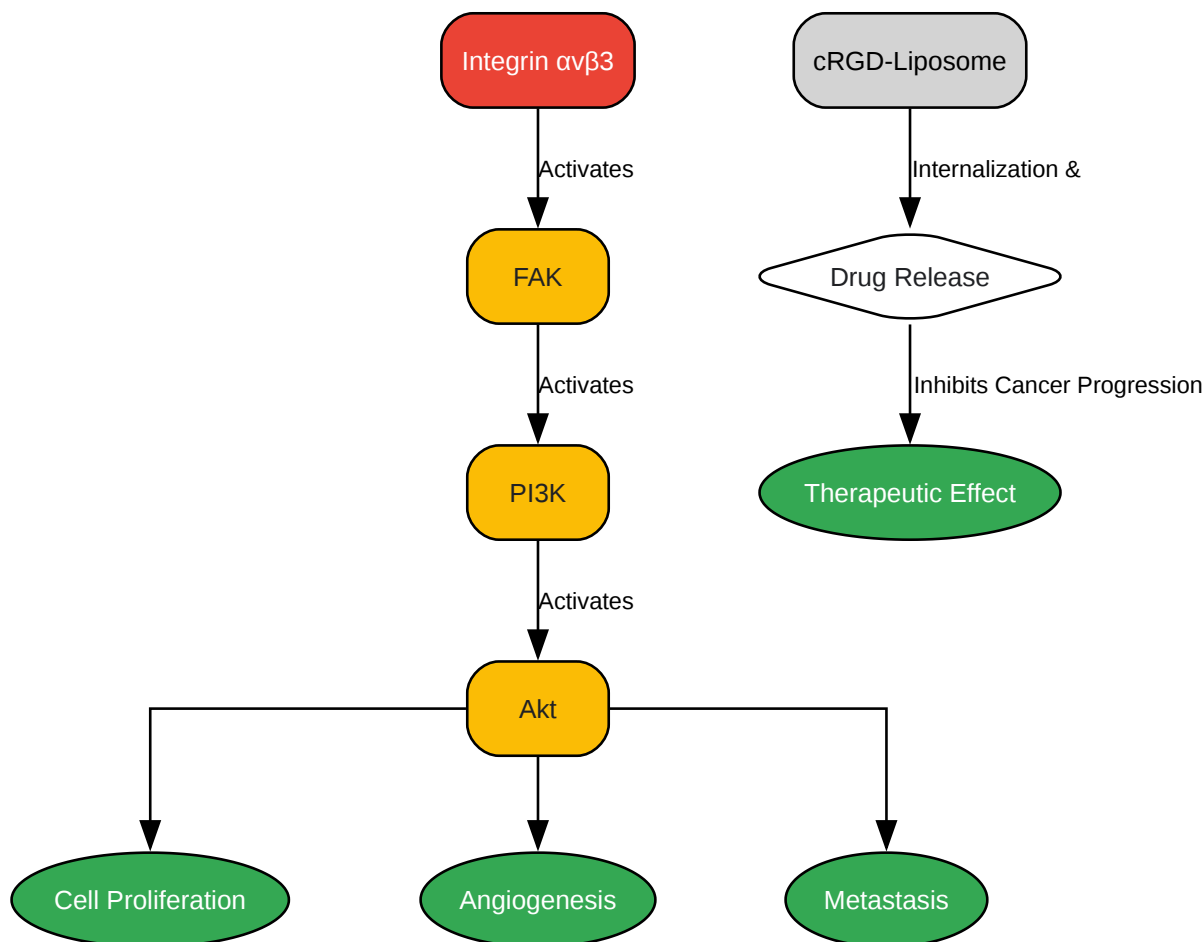 Integrin αvβ3
cRGD-Liposome
Activates
Internalization &
FAK
Drug Release
Activates
Inhibits Cancer Progression
PI3K
Therapeutic Effect
Activates
Akt
Cell Proliferation
Angiogenesis
Metastasis